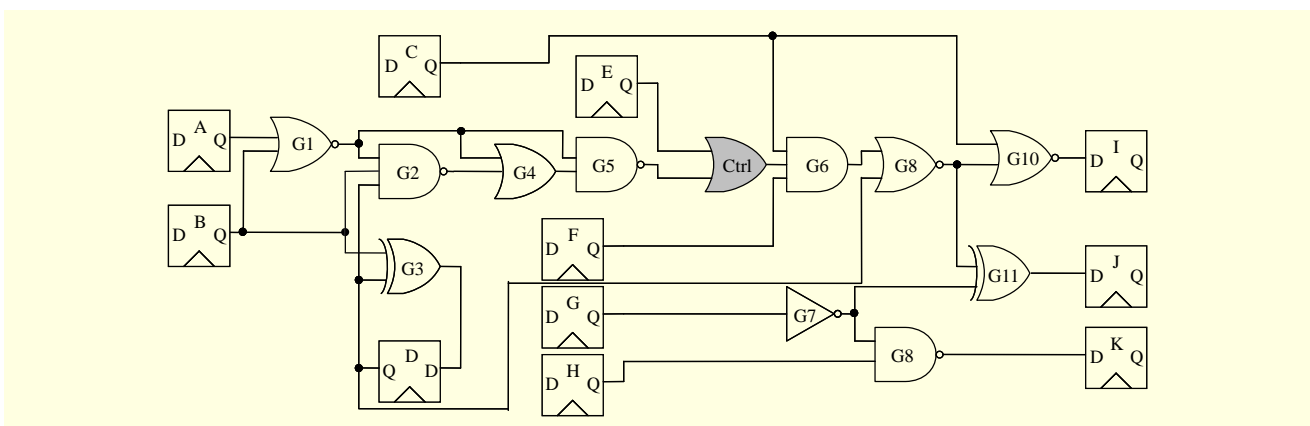 C
D Q
E
D Q
A
D Q
G1
G2
G4
G5
Ctrl
G6
G8
G10
I
D Q
B
D Q
G3
F
D Q
G11
J
D Q
G
D Q
G7
D
Q D
H
D Q
G8
K
D Q